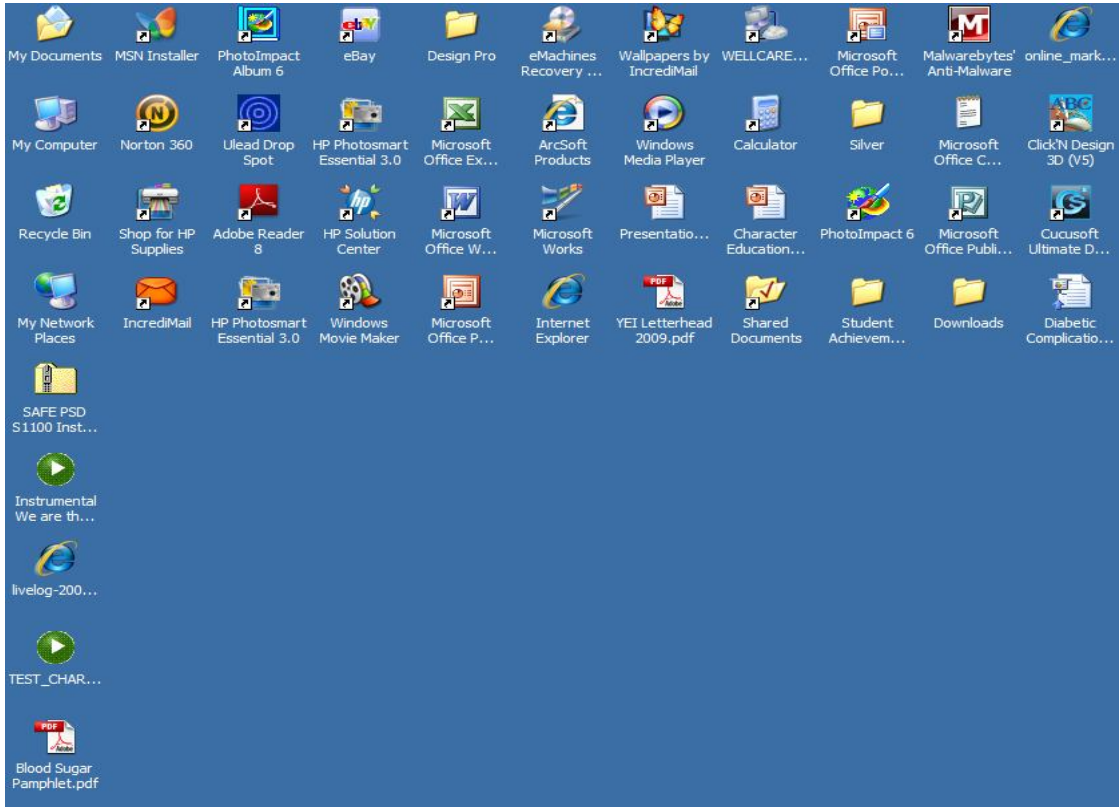 My Documents
MSN Installer
PhotoImpact
Album 6
eBay
Design Pro
eMachines
Recovery ...
Wallpapers by
IncrediMail
WELLCARE...
Microsoft
Office Po...
Malwarebytes'
Anti-Malware
online_mark...
My Computer
Norton 360
Ulead Drop
Spot
HP Photosmart
Essential 3.0
Microsoft
Office Ex...
ArcSoft
Products
Windows
Media Player
Calculator
Silver
Microsoft
Office C...
Click'N Design
3D (V5)
Recycle Bin
Shop for HP
Supplies
Adobe Reader
8
HP Solution
Center
Microsoft
Office W...
Microsoft
Works
Presentatio...
Character
Education...
PhotoImpact 6
Microsoft
Office Publi...
Cucusoft
Ultimate D...
My Network
Places
IncrediMail
HP Photosmart
Essential 3.0
Windows
Movie Maker
Microsoft
Office P...
Internet
Explorer
YEI Letterhead
2009.pdf
Shared
Documents
Student
Achievem...
Downloads
Diabetic
Complicatio...
SAFE PSD
S1100 Inst...
Instrumental
We are th...
livelog-200...
TEST_CHAR...
Blood Sugar
Pamphlet.pdf